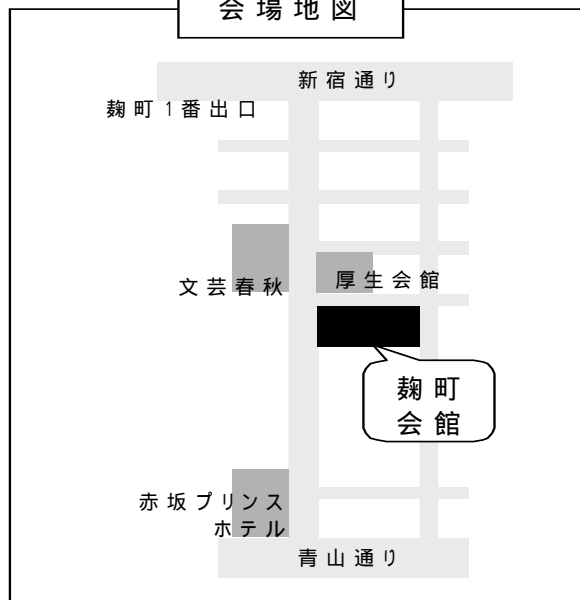 会場地図
新宿通り
麹町1番出口
文芸春秋
厚生会館
麹町
会館
赤坂プリンス
ホテル
青山通り